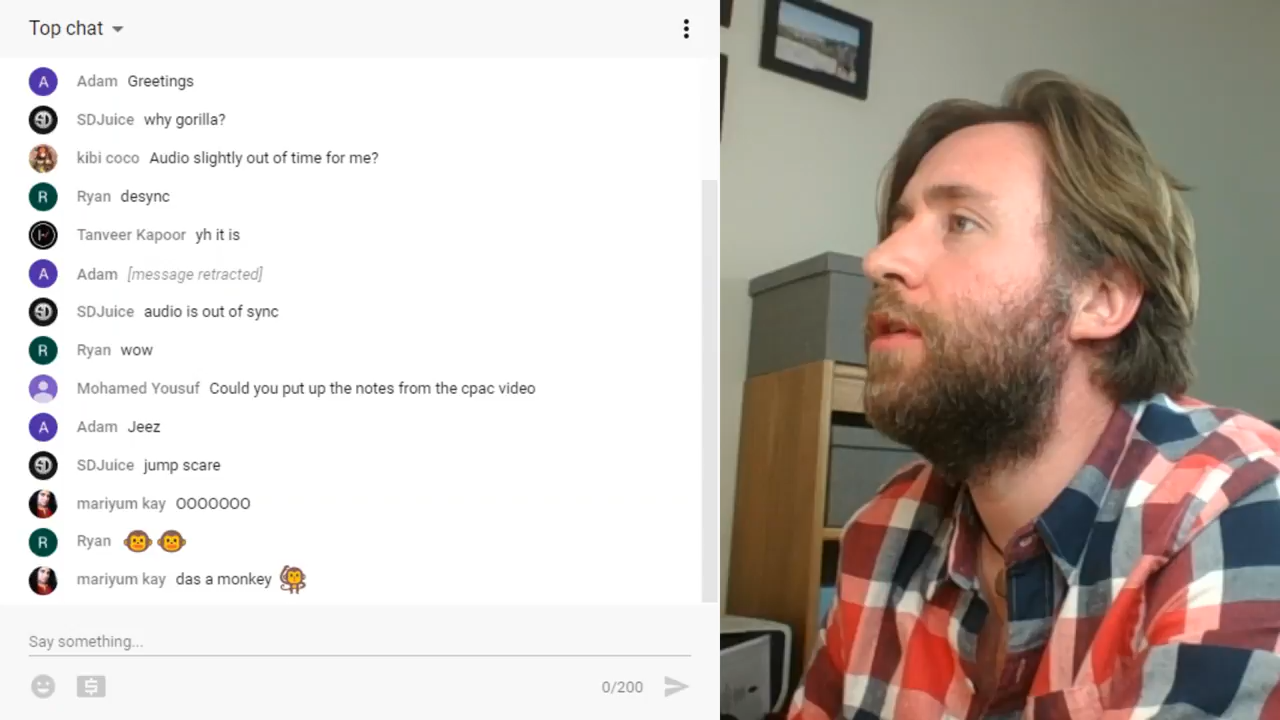 Top chat
A Adam Greetings
SD SDJuice why gorilla?
kibi coco Audio slightly out of time for me?
R Ryan desync
Tanveer Kapoor yh it is
A Adam [message retracted]
SD SDJuice audio is out of sync
R Ryan wow
Mohamed Yousuf Could you put up the notes from the cpac video
A Adam Jeez
SD SDJuice jump scare
mariyum kay OOOOOOO
R Ryan 🐵🐵
mariyum kay das a monkey 🐒
Say something...
$ 0/200